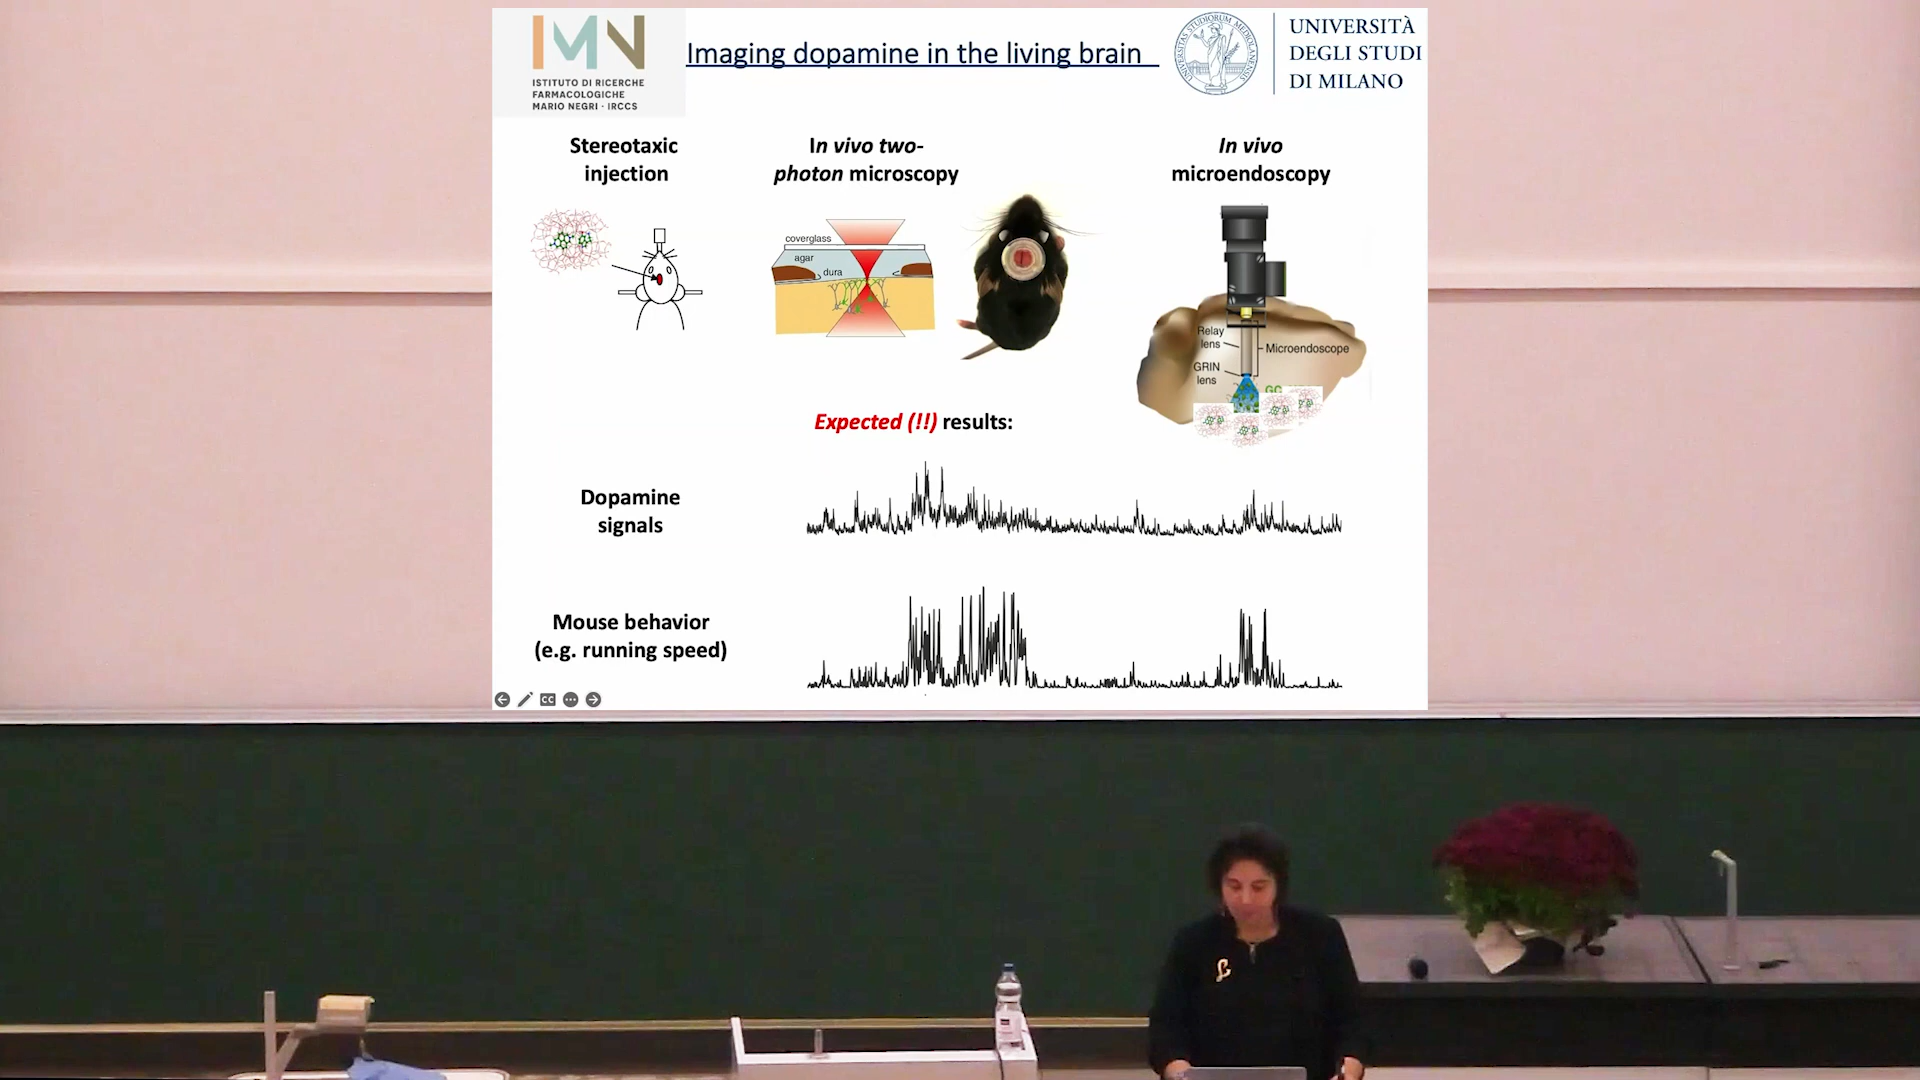 IMN
ISTITUTO DI RICERCHE
FARMACOLOGICHE
MARIO NEGRI · IRCCS
Imaging dopamine in the living brain
UNIVERSITÀ
DEGLI STUDI
DI MILANO
Stereotaxic
injection
In vivo two-
photon microscopy
In vivo
microendoscopy
coverglass
agar
dura
Relay
lens
Microendoscope
GRIN
lens
GC
Expected (!!) results:
Dopamine
signals
Mouse behavior
(e.g. running speed)
CC